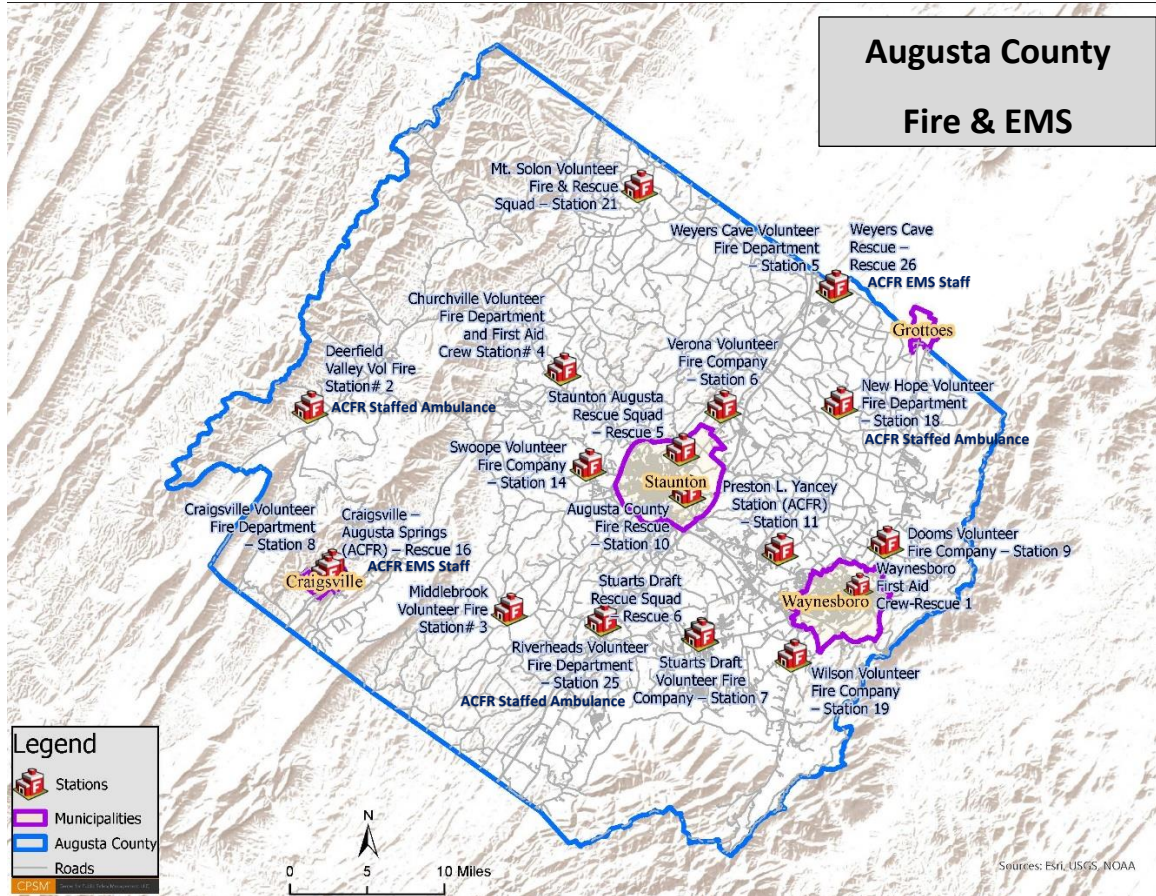 Augusta County
Fire & EMS
Mt. Solon Volunteer
Fire & Rescue
Squad – Station 21
Weyers Cave Volunteer
Fire Department
– Station 5
Weyers Cave
Rescue –
Rescue 26
ACFR EMS Staff
Grottoes
Churchville Volunteer
Fire Department
and First Aid
Crew Station# 4
Verona Volunteer
Fire Company
– Station 6
Deerfield
Valley Vol Fire
Station# 2
ACFR Staffed Ambulance
New Hope Volunteer
Fire Department
– Station 18
ACFR Staffed Ambulance
Staunton Augusta
Rescue Squad
– Rescue 5
Swoope Volunteer
Fire Company
– Station 14
Staunton
Preston L. Yancey
Station (ACFR)
– Station 11
Augusta County
Fire Rescue
– Station 10
Craigsville Volunteer
Fire Department
– Station 8
Craigsville –
Augusta Springs
(ACFR) – Rescue 16
ACFR EMS Staff
Craigsville
Dooms Volunteer
Fire Company – Station 9
Waynesboro
First Aid
Crew-Rescue 1
Waynesboro
Middlebrook
Volunteer Fire
Station# 3
Stuarts Draft
Rescue Squad
– Rescue 6
Riverheads Volunteer
Fire Department
– Station 25
ACFR Staffed Ambulance
Stuarts Draft
Volunteer Fire
Company – Station 7
Wilson Volunteer
Fire Company
– Station 19
Legend
Stations
Municipalities
Augusta County
Roads
CPSM
N
0 5 10 Miles
Sources: Esri, USGS, NOAA